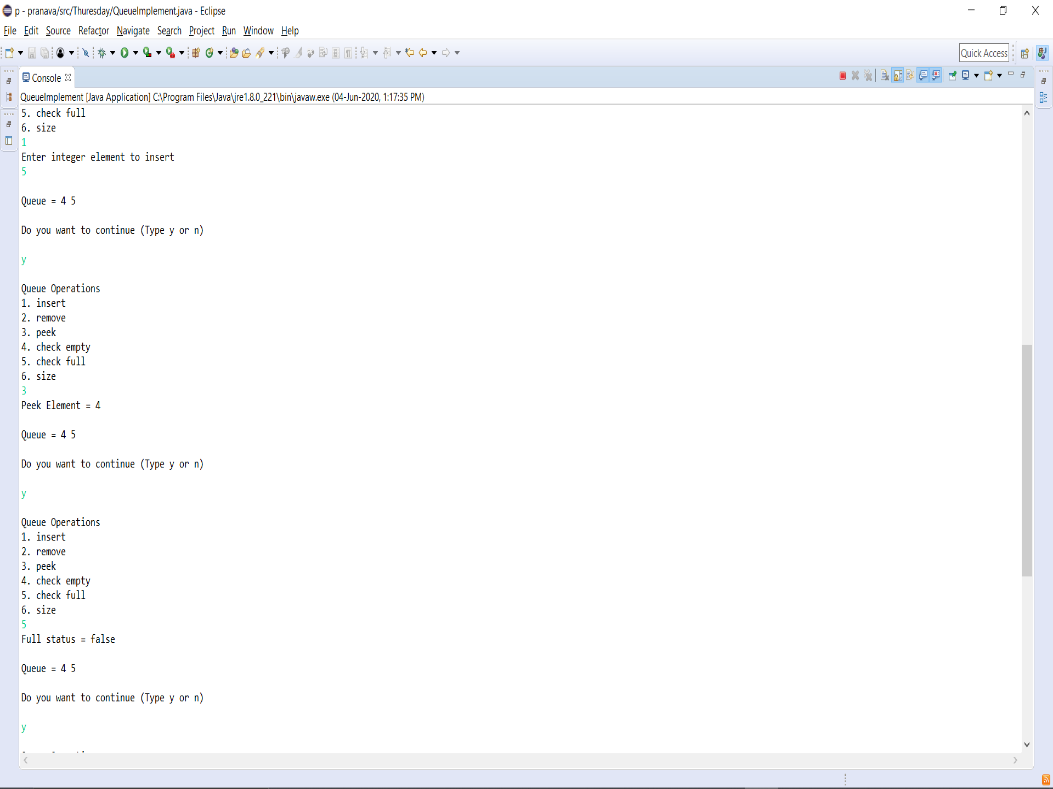 p - pranava/src/Thuresday/QueueImplement.java - Eclipse
File Edit Source Refactor Navigate Search Project Run Window Help
Quick Access
Console
QueueImplement [Java Application] C:\Program Files\Java\jre1.8.0_221\bin\javaw.exe (04-Jun-2020, 1:17:35 PM)
5. check full
6. size
1
Enter integer element to insert
5
Queue = 4 5
Do you want to continue (Type y or n)
y
Queue Operations
1. insert
2. remove
3. peek
4. check empty
5. check full
6. size
3
Peek Element = 4
Queue = 4 5
Do you want to continue (Type y or n)
y
Queue Operations
1. insert
2. remove
3. peek
4. check empty
5. check full
6. size
5
Full status = false
Queue = 4 5
Do you want to continue (Type y or n)
y